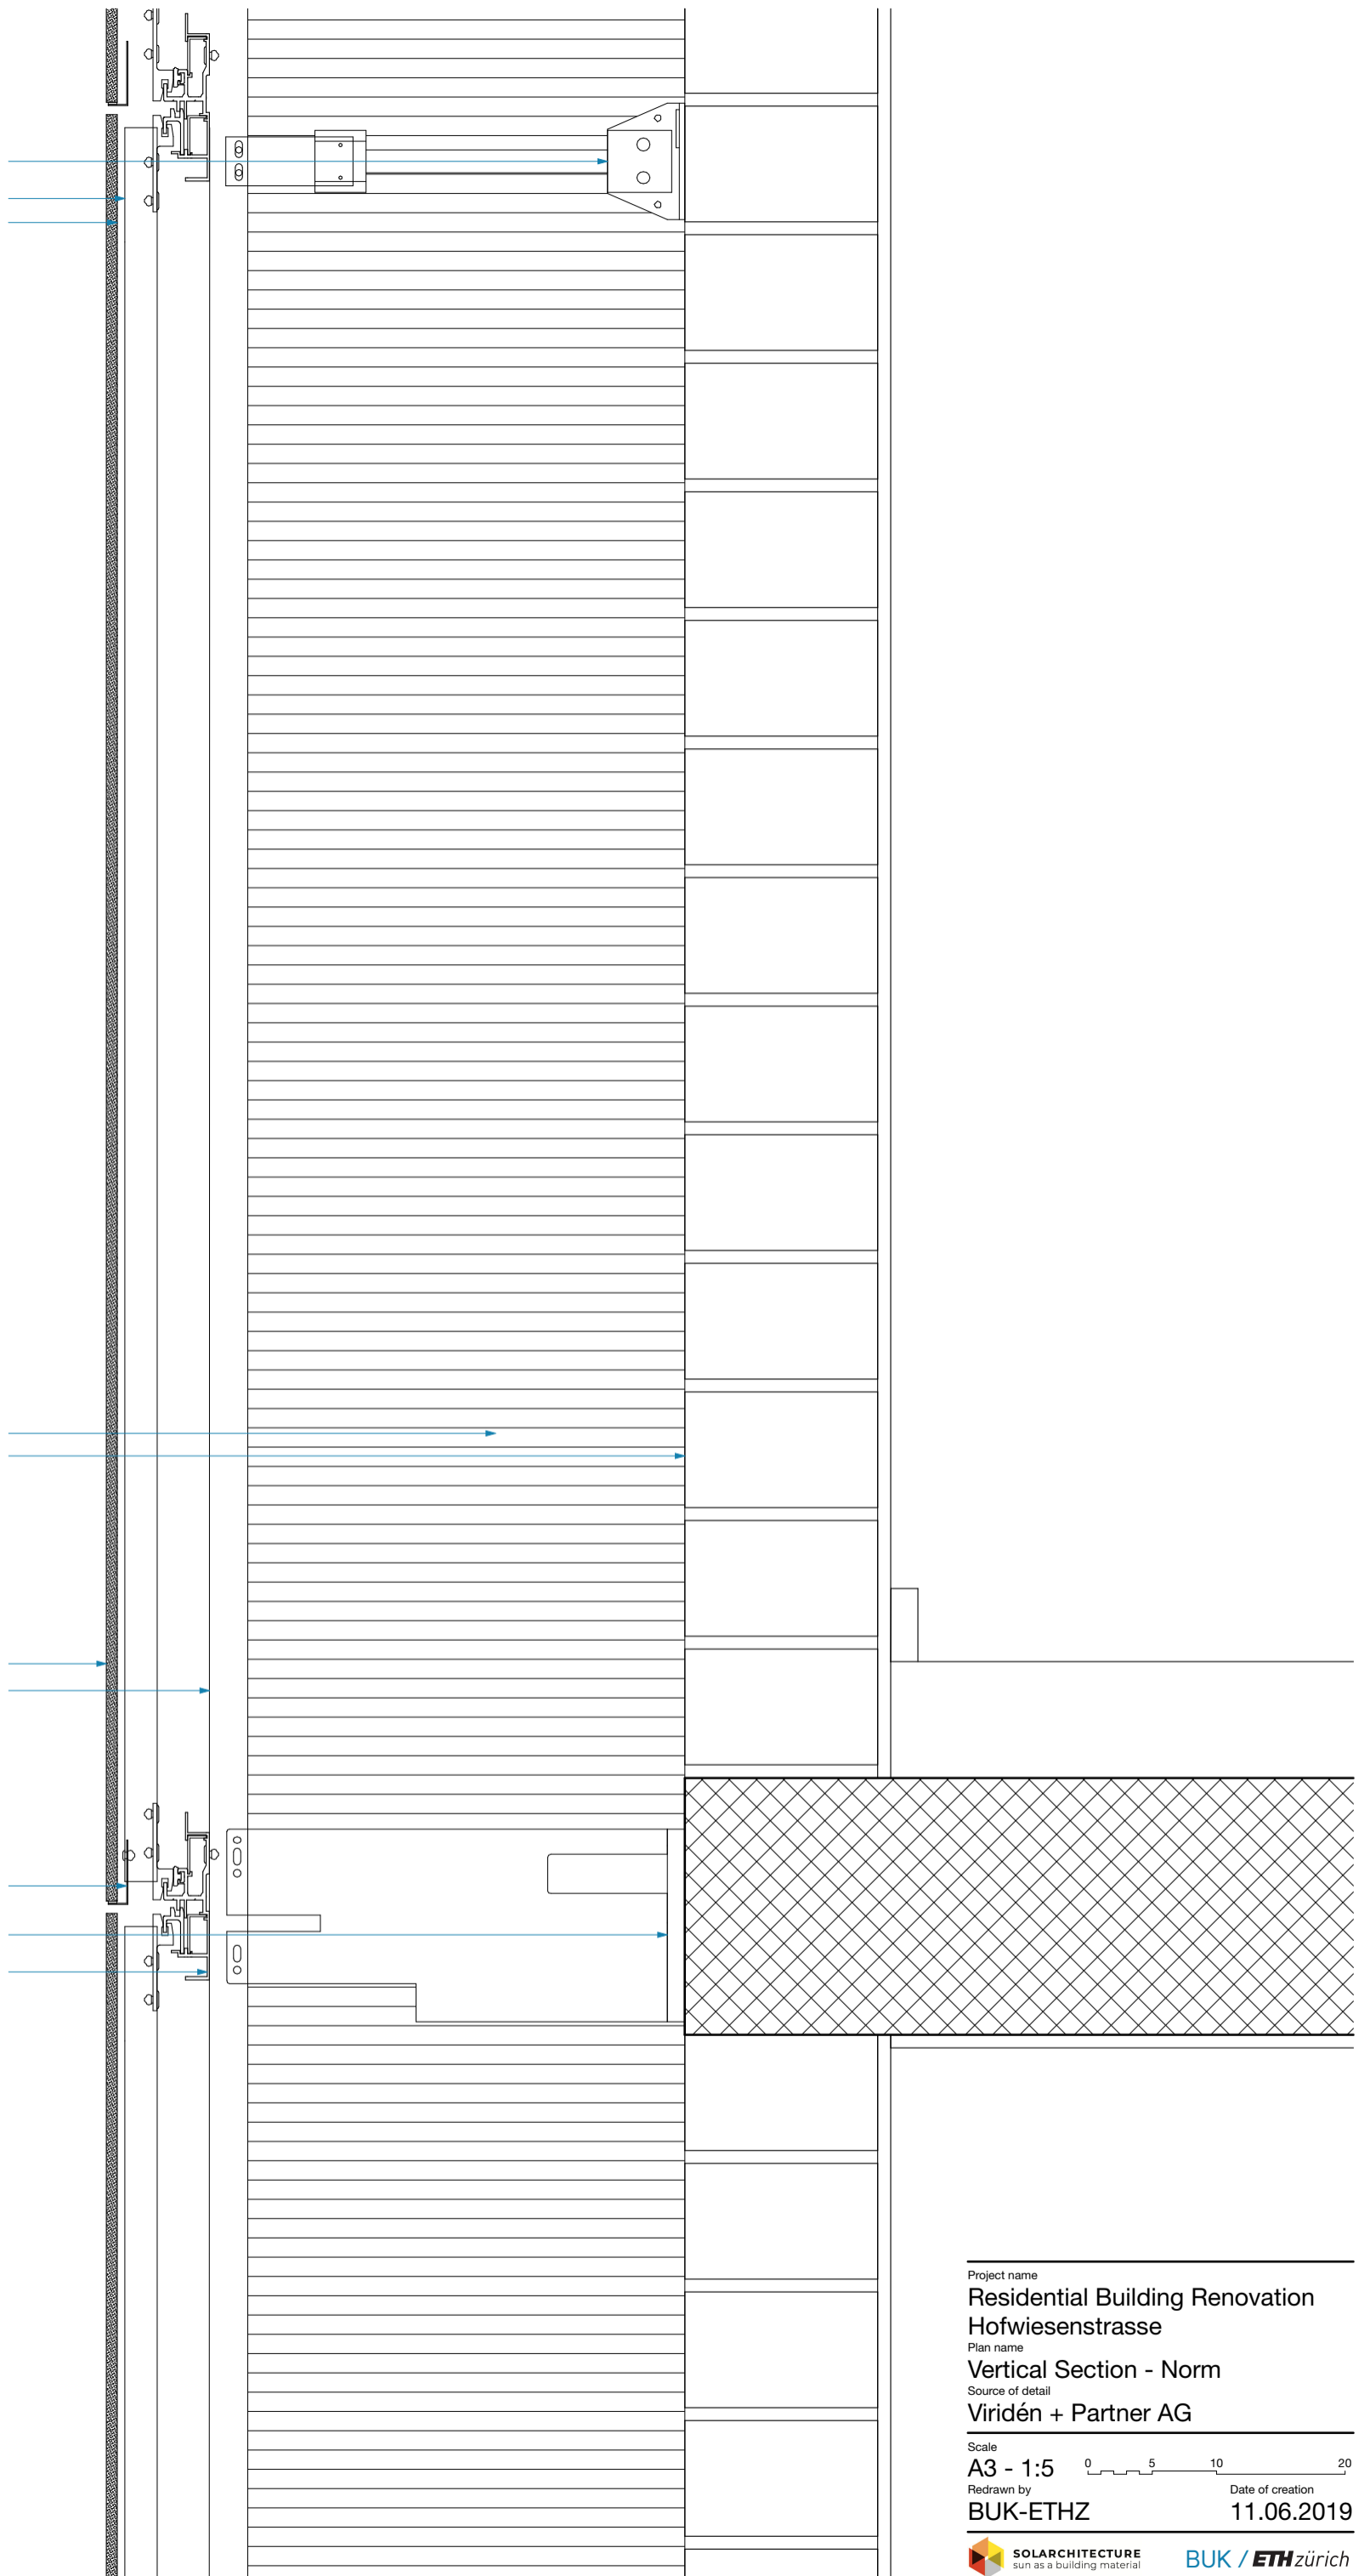 Project name
Residential Building Renovation
Hofwiesenstrasse
Plan name
Vertical Section - Norm
Source of detail
Viridén + Partner AG
Scale
A3 - 1:5 0 5 10 20
Redrawn by Date of creation
BUK-ETHZ 11.06.2019
SOLARCHITECTURE
sun as a building material
BUK / ETH zürich